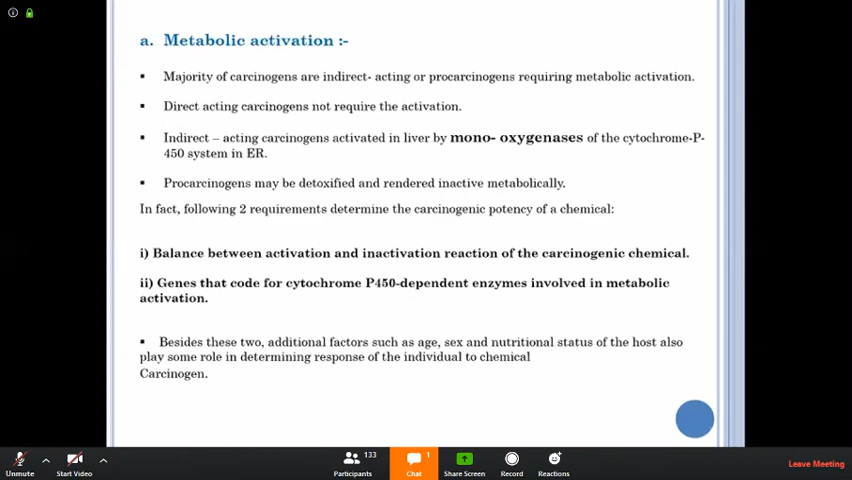 a. Metabolic activation :-
▪ Majority of carcinogens are indirect- acting or procarcinogens requiring metabolic activation.
▪ Direct acting carcinogens not require the activation.
▪ Indirect – acting carcinogens activated in liver by mono- oxygenases of the cytochrome-P-
450 system in ER.
▪ Procarcinogens may be detoxified and rendered inactive metabolically.
In fact, following 2 requirements determine the carcinogenic potency of a chemical:
i) Balance between activation and inactivation reaction of the carcinogenic chemical.
ii) Genes that code for cytochrome P450-dependent enzymes involved in metabolic
activation.
▪ Besides these two, additional factors such as age, sex and nutritional status of the host also
play some role in determining response of the individual to chemical
Carcinogen.
133
1
Unmute Start Video Participants Chat Share Screen Record Reactions Leave Meeting